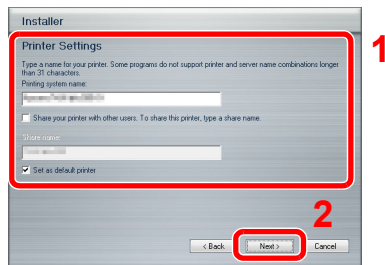 Installer
Printer Settings
1
Type a name for your printer. Some programs do not support printer and server name combinations longer
than 31 characters.
Printing system name:
Share your printer with other users. To share this printer, type a share name.
Share name:
Set as default printer
2
< Back
Next >
Cancel